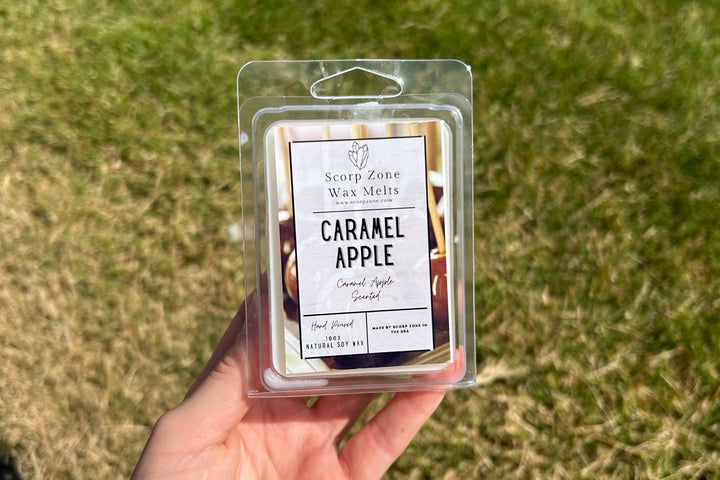 Scorp Zone
Wax Melts
www.scorpzone.com
CARAMEL
APPLE
Caramel Apple
Scented
Hand Poured
100%
NATURAL SOY WAX
MADE BY SCORP ZONE IN
THE USA